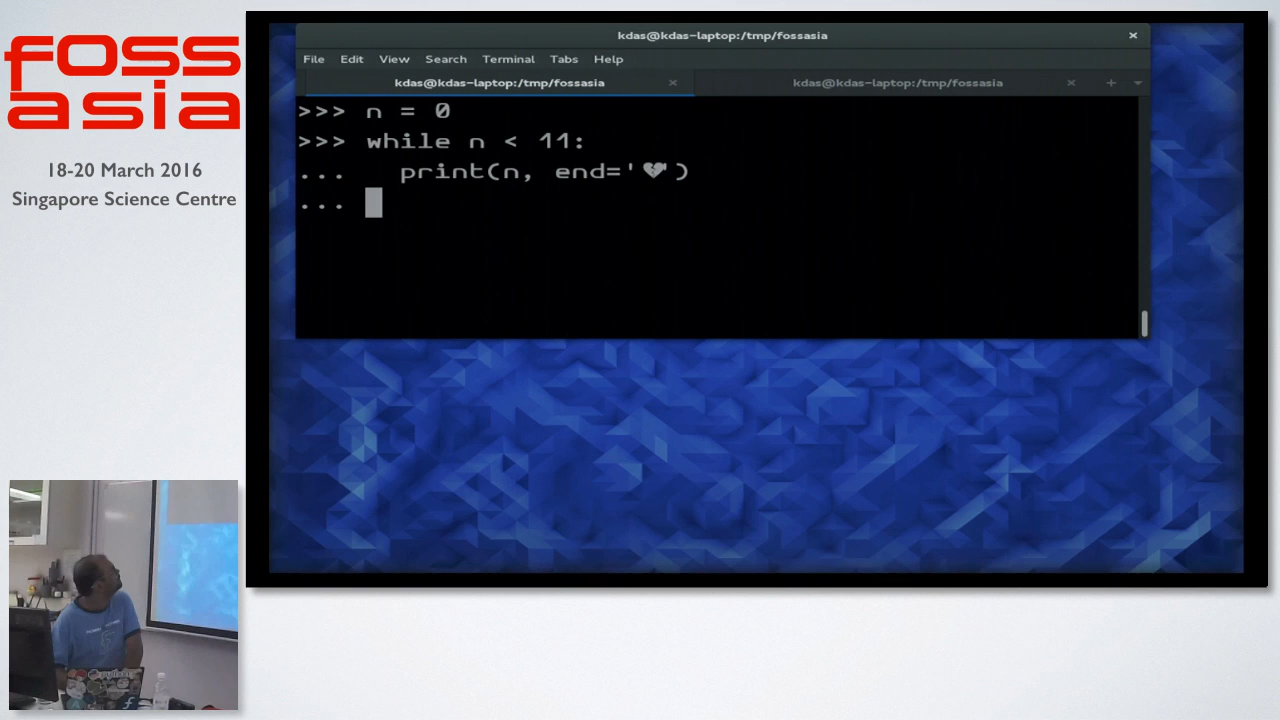 foss
asia
18-20 March 2016
Singapore Science Centre
kdas@kdas-laptop:/tmp/fossasia ×
File Edit View Search Terminal Tabs Help
kdas@kdas-laptop:/tmp/fossasia × kdas@kdas-laptop:/tmp/fossasia × +
>>> n = 0
>>> while n < 11:
... print(n, end='💔')
...